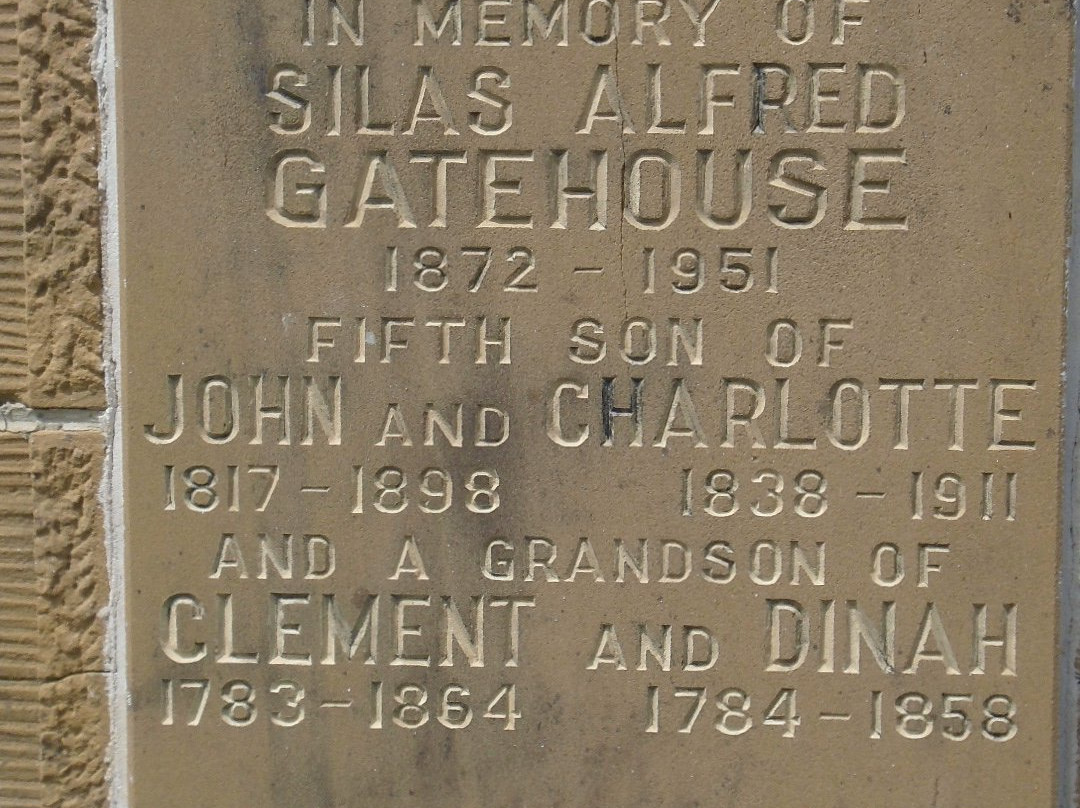 IN MEMORY OF
SILAS ALFRED
GATEHOUSE
1872 - 1951
FIFTH SON OF
JOHN AND CHARLOTTE
1817 - 1898 1838 - 1911
AND A GRANDSON OF
CLEMENT AND DINAH
1783 - 1864 1784 - 1858